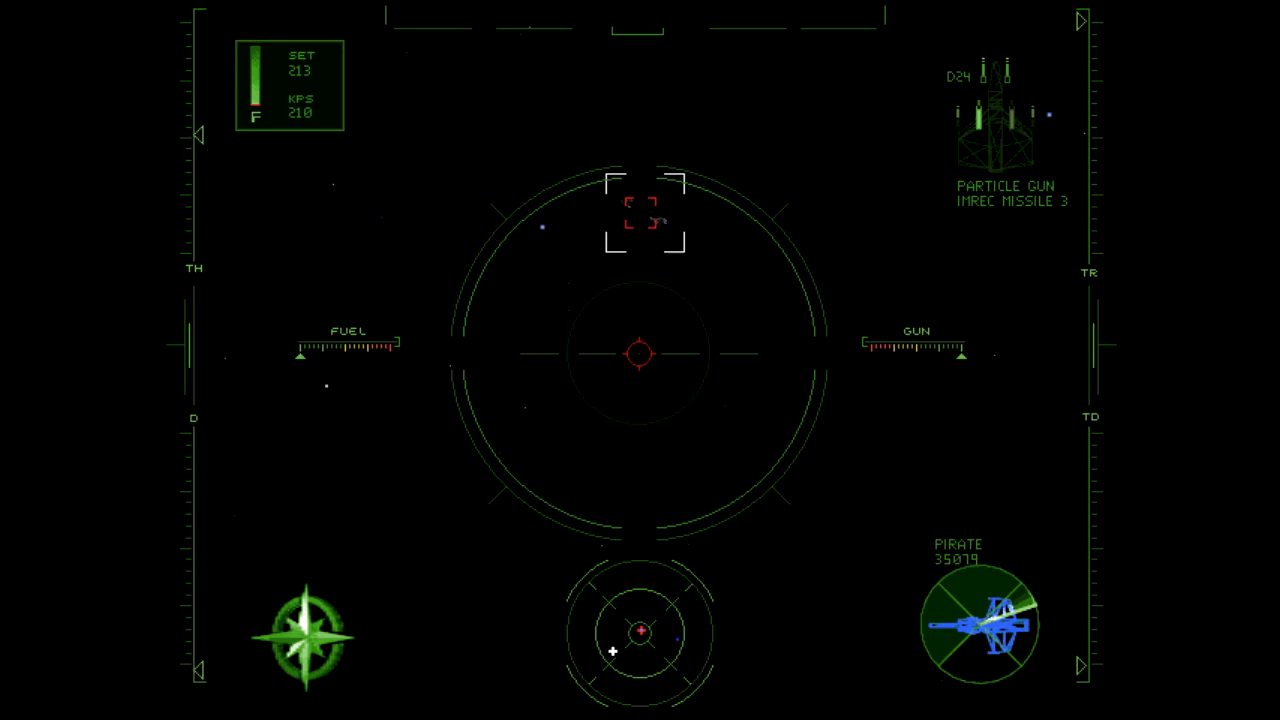 SET
213
KPS
210
F
D24
PARTICLE GUN
IMREC MISSILE 3
TH
TR
FUEL
GUN
D
TD
PIRATE
35079